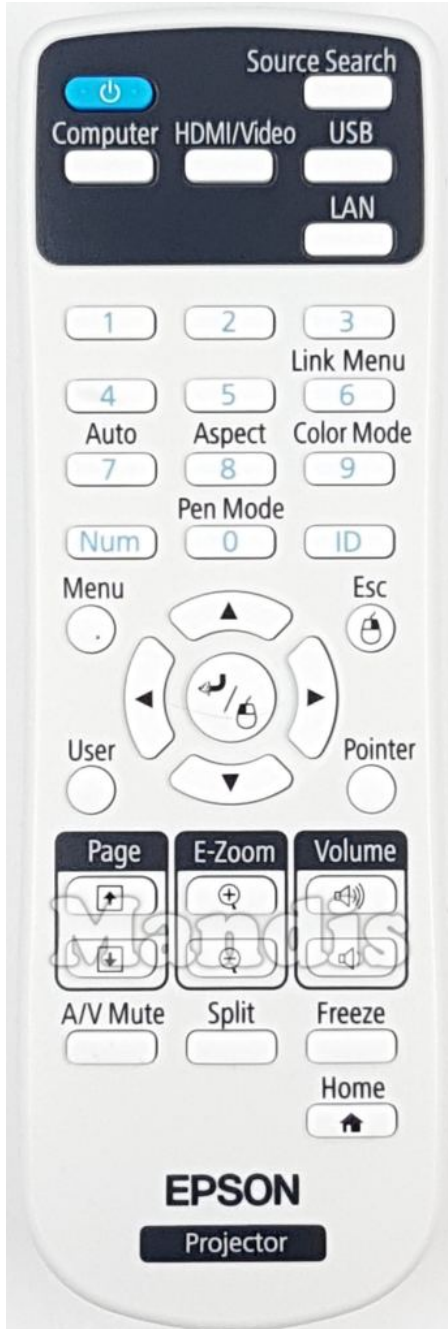 Source Search
Computer HDMI/Video USB
LAN
1 2 3
Link Menu
4 5 6
Auto Aspect Color Mode
7 8 9
Pen Mode
Num 0 ID
Menu Esc
User Pointer
Page E-Zoom Volume
Mandis
A/V Mute Split Freeze
Home
EPSON
Projector